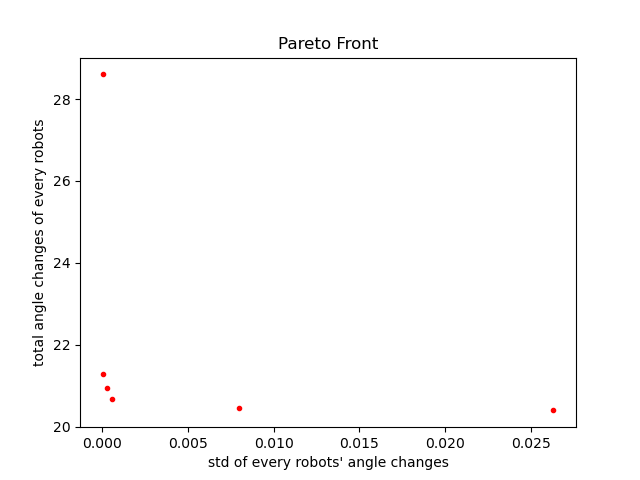 Pareto Front
28
26
24
22
20
total angle changes of every robots
0.000 0.005 0.010 0.015 0.020 0.025
std of every robots' angle changes